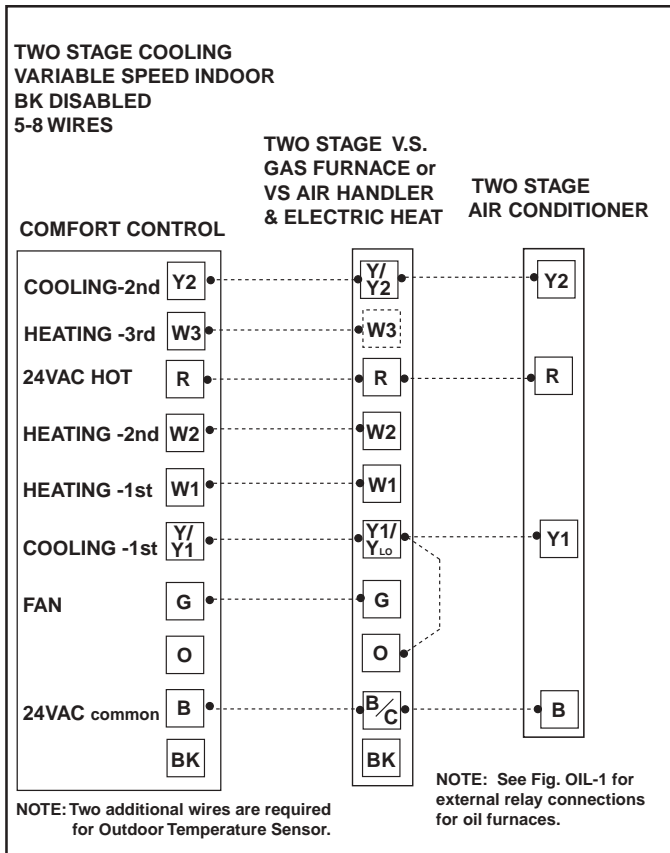 TWO STAGE COOLING
VARIABLE SPEED INDOOR
BK DISABLED
5-8 WIRES
TWO STAGE V.S.
GAS FURNACE or
VS AIR HANDLER
& ELECTRIC HEAT
TWO STAGE
AIR CONDITIONER
COMFORT CONTROL
COOLING-2nd Y2 Y/Y2 Y2
HEATING -3rd W3 W3
24VAC HOT R R R
HEATING -2nd W2 W2
HEATING -1st W1 W1
COOLING -1st Y/Y1 Y1/YLO Y1
FAN G G
O O
24VAC common B B/C B
BK BK
NOTE: Two additional wires are required
for Outdoor Temperature Sensor.
NOTE: See Fig. OIL-1 for
external relay connections
for oil furnaces.